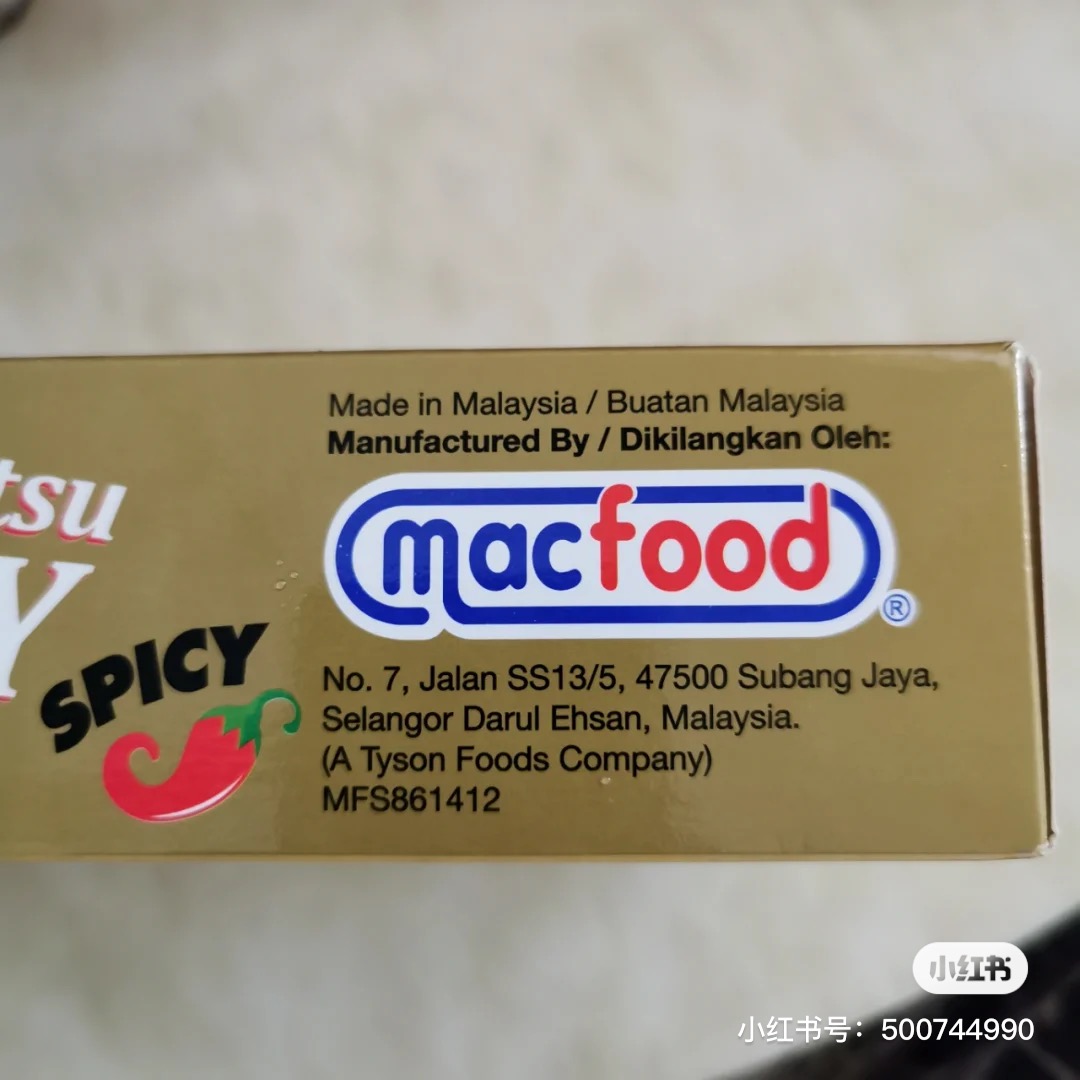 Made in Malaysia / Buatan Malaysia
Manufactured By / Dikilangkan Oleh:
macfood®
No. 7, Jalan SS13/5, 47500 Subang Jaya,
Selangor Darul Ehsan, Malaysia.
(A Tyson Foods Company)
MFS861412
tsu
Y
SPICY
小红书
小红书号：500744990